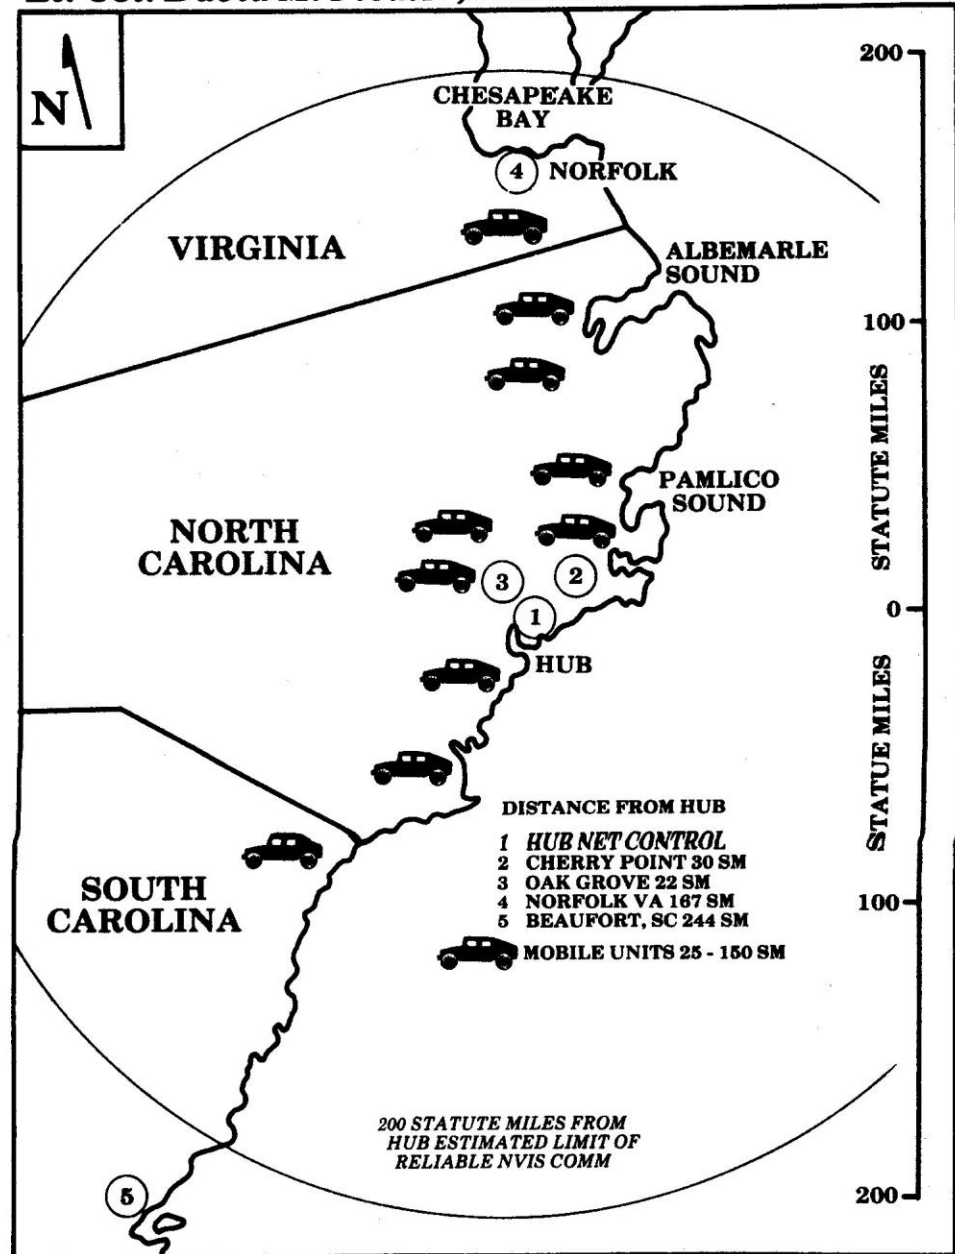 N
CHESAPEAKE
BAY
4 NORFOLK
VIRGINIA
ALBEMARLE
SOUND
PAMLICO
SOUND
NORTH
CAROLINA
3
2
1
HUB
DISTANCE FROM HUB
1 HUB NET CONTROL
2 CHERRY POINT 30 SM
3 OAK GROVE 22 SM
4 NORFOLK VA 167 SM
5 BEAUFORT, SC 244 SM
MOBILE UNITS 25 - 150 SM
SOUTH
CAROLINA
200 STATUTE MILES FROM
HUB ESTIMATED LIMIT OF
RELIABLE NVIS COMM
5
200
100
STATUTE MILES
0
STATUE MILES
100
200